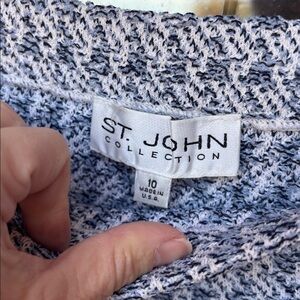 ST. JOHN
COLLECTION
10
MADE IN
U.S.A.